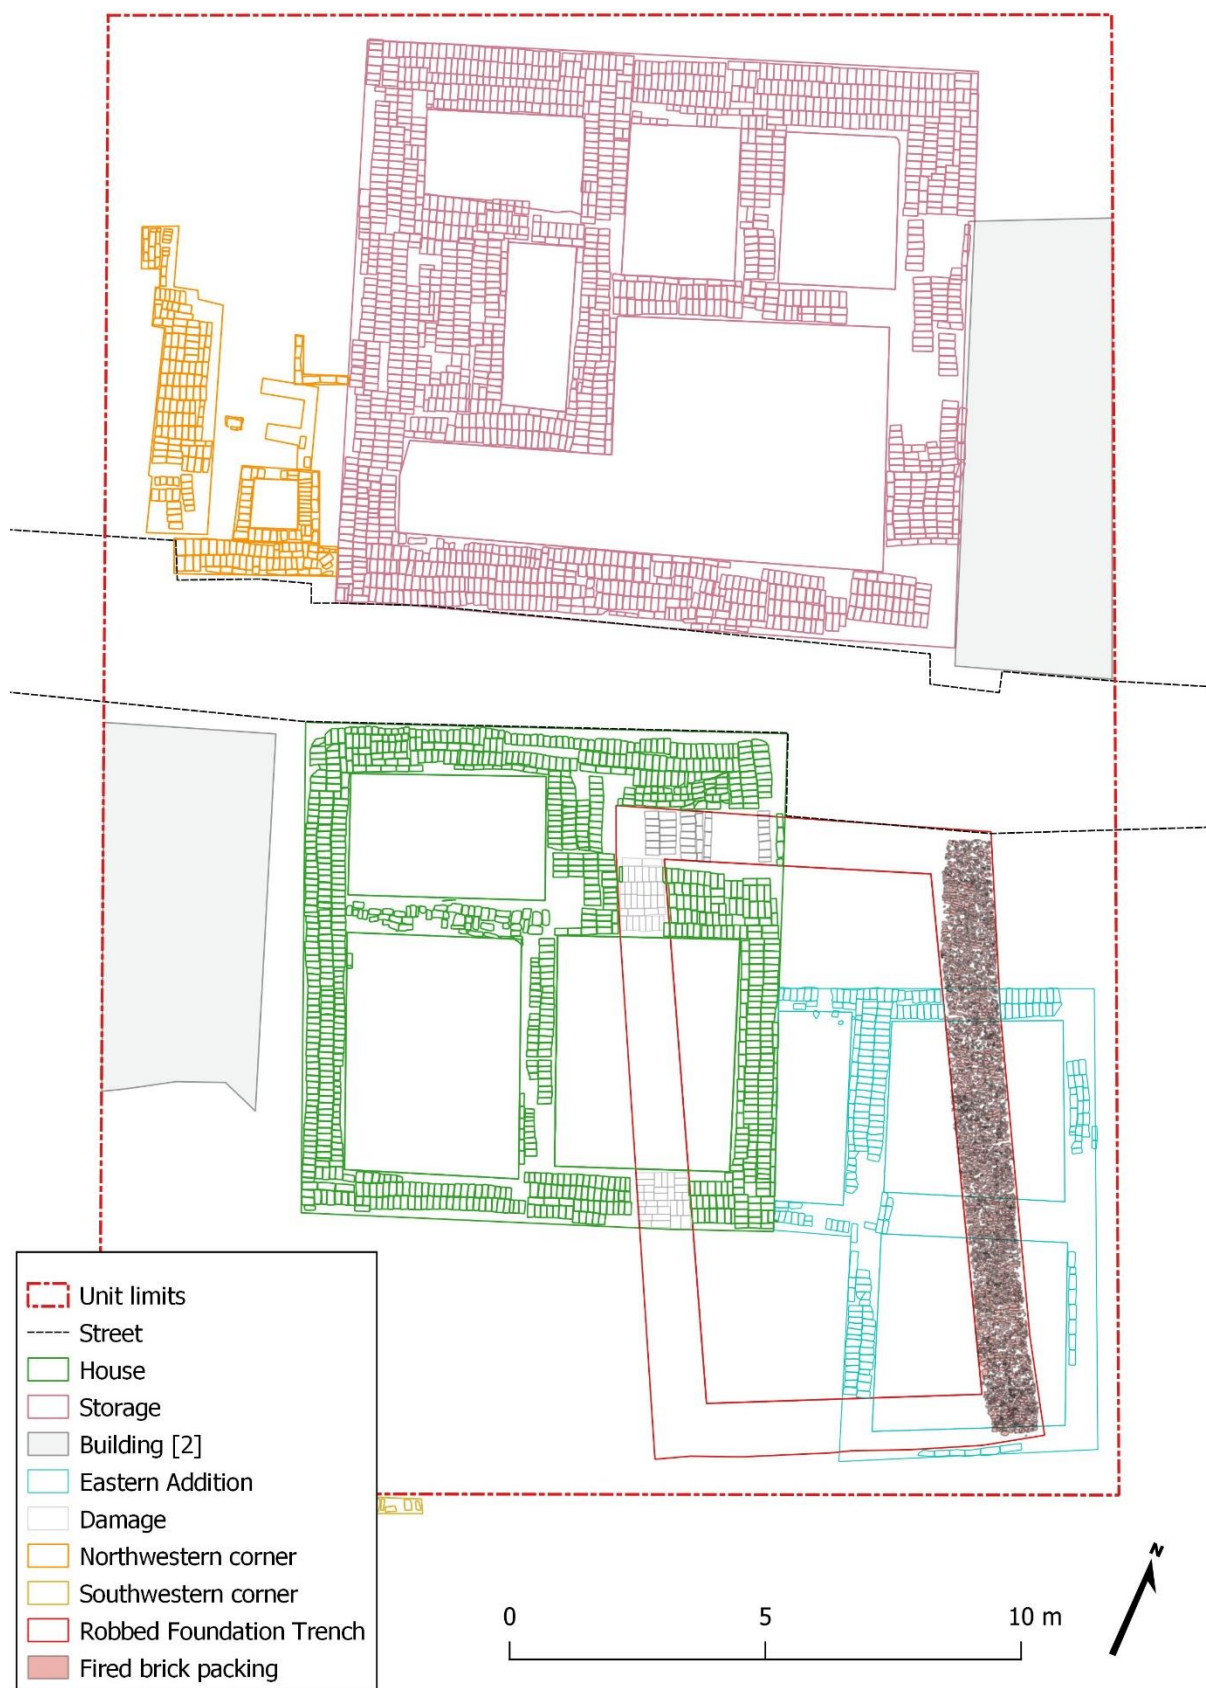 Unit limits
Street
House
Storage
Building [2]
Eastern Addition
Damage
Northwestern corner
Southwestern corner
Robbed Foundation Trench
Fired brick packing
0 5 10 m
N